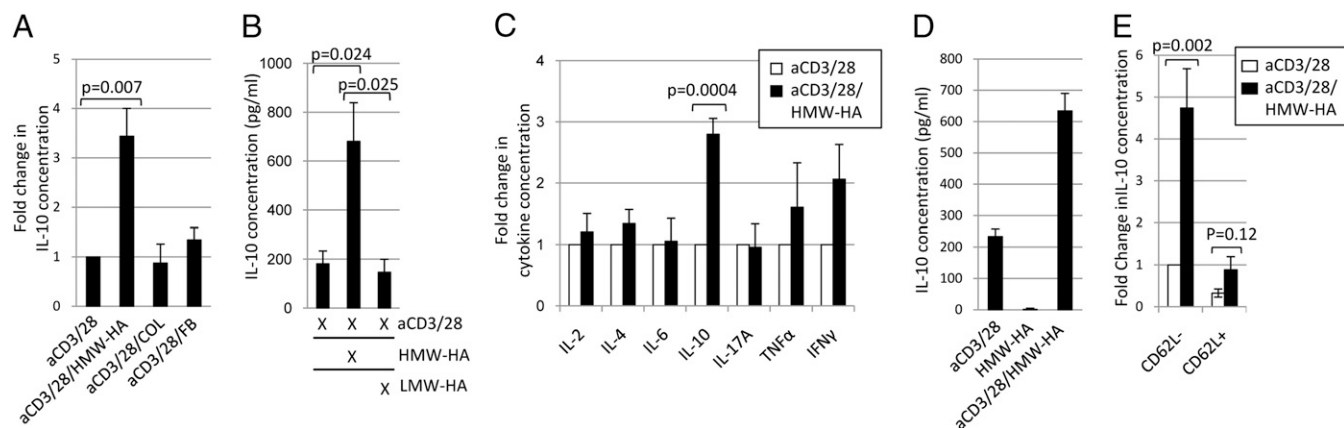 A
Fold change in
IL-10 concentration
5
4
3
2
1
0
p=0.007
aCD3/28
aCD3/28/HMW-HA
aCD3/28/COL
aCD3/28/FB
B
IL-10 concentration (pg/ml)
1000
800
600
400
200
0
p=0.024
p=0.025
X X X aCD3/28
X HMW-HA
X LMW-HA
C
Fold change in
cytokine concentration
4
3
2
1
0
p=0.0004
aCD3/28
aCD3/28/
HMW-HA
IL-2
IL-4
IL-6
IL-10
IL-17A
TNFα
IFNγ
D
IL-10 concentration (pg/ml)
800
700
600
500
400
300
200
100
0
aCD3/28
HMW-HA
aCD3/28/HMW-HA
E
Fold Change inIL-10 concentration
6
5
4
3
2
1
0
p=0.002
P=0.12
aCD3/28
aCD3/28/
HMW-HA
CD62L-
CD62L+